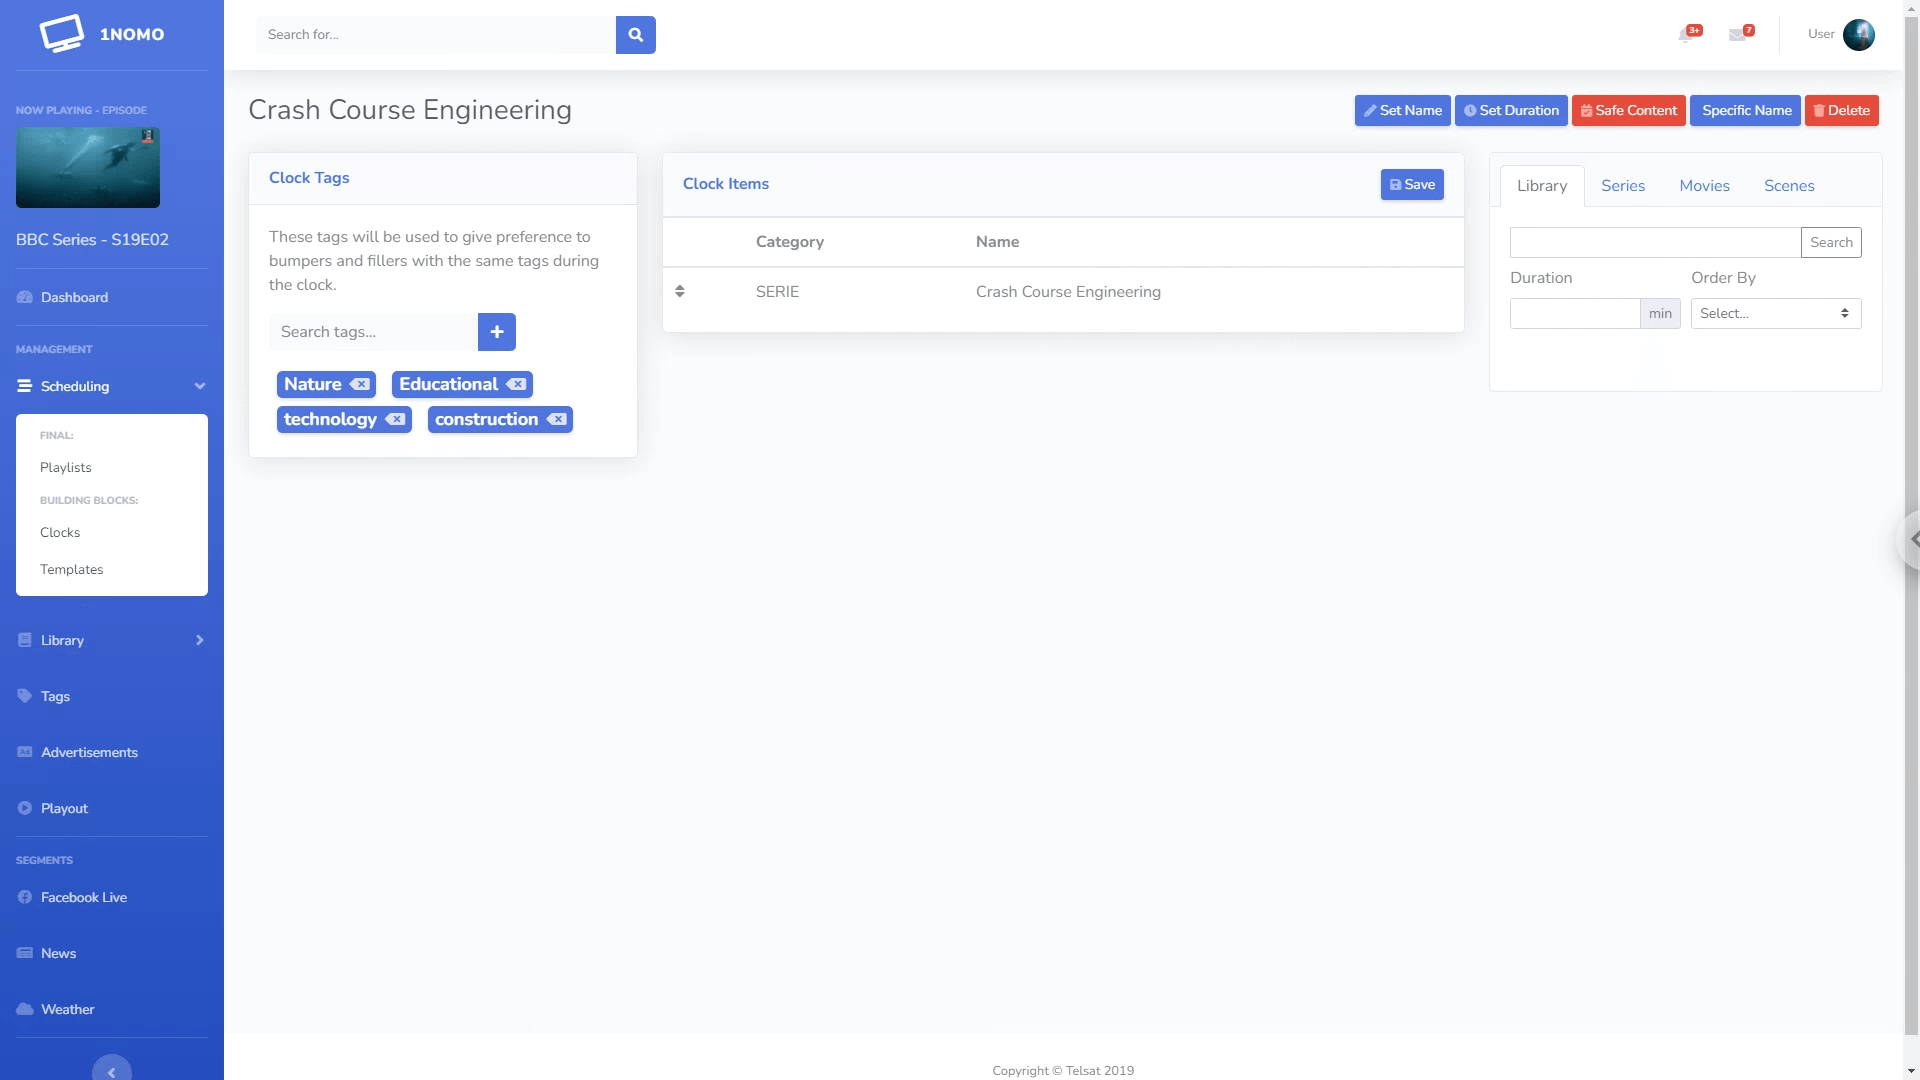 1NOMO
Search for...
3+
7
User
NOW PLAYING - EPISODE
BBC Series - S19E02
Dashboard
MANAGEMENT
Scheduling
FINAL:
Playlists
BUILDING BLOCKS:
Clocks
Templates
Library
Tags
Advertisements
Playout
SEGMENTS
Facebook Live
News
Weather
Crash Course Engineering
Set Name
Set Duration
Safe Content
Specific Name
Delete
Clock Tags
These tags will be used to give preference to
bumpers and fillers with the same tags during
the clock.
Search tags...
Nature
Educational
technology
construction
Clock Items
Save
Category Name
SERIE Crash Course Engineering
Library Series Movies Scenes
Search
Duration Order By
min Select...
Copyright © Telsat 2019